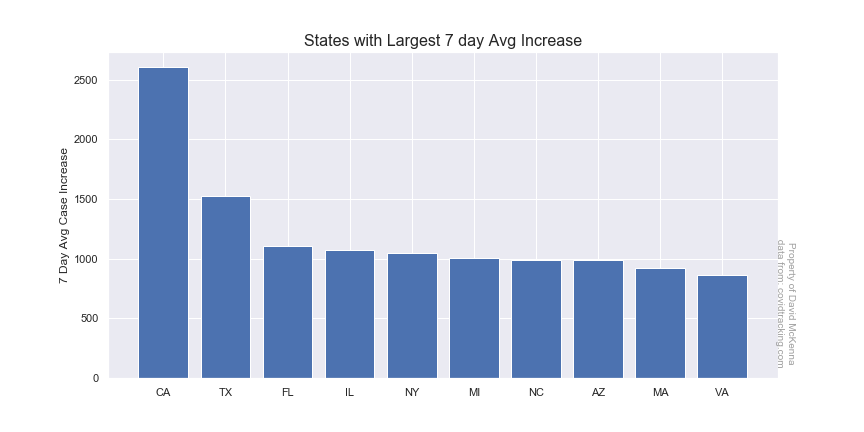 States with Largest 7 day Avg Increase
7 Day Avg Case Increase
2500
2000
1500
1000
500
0
CA TX FL IL NY MI NC AZ MA VA
Property of David McKenna
data from: covidtracking.com